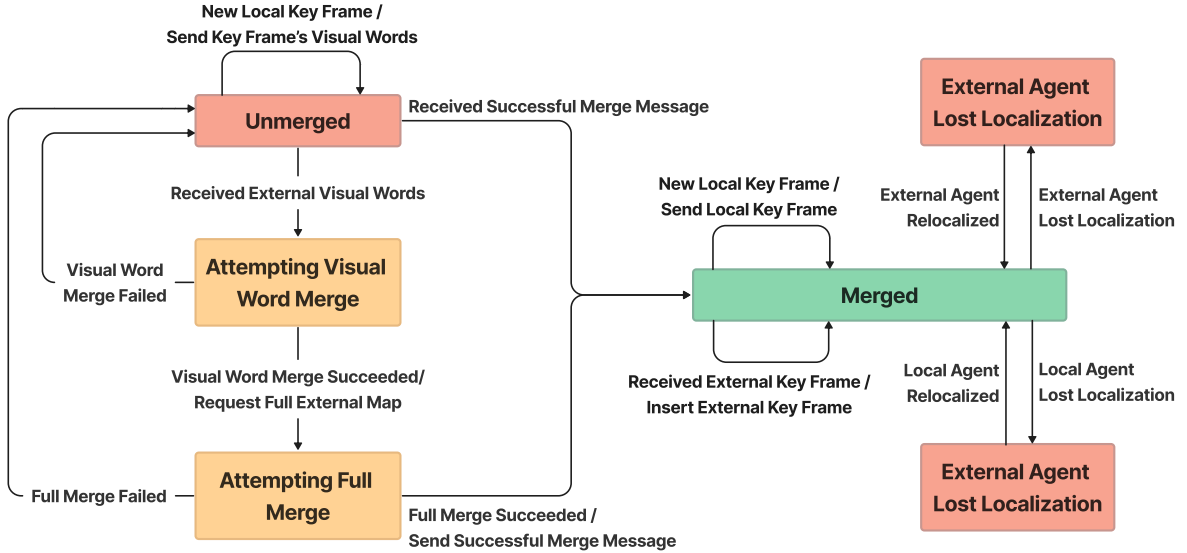 New Local Key Frame /
Send Key Frame's Visual Words
Unmerged
Received Successful Merge Message
Received External Visual Words
Attempting Visual
Word Merge
Visual Word
Merge Failed
Visual Word Merge Succeeded/
Request Full External Map
Attempting Full
Merge
Full Merge Failed
Full Merge Succeeded /
Send Successful Merge Message
New Local Key Frame /
Send Local Key Frame
Merged
Received External Key Frame /
Insert External Key Frame
External Agent
Lost Localization
External Agent
Relocalized
External Agent
Lost Localization
Local Agent
Relocalized
Local Agent
Lost Localization
External Agent
Lost Localization